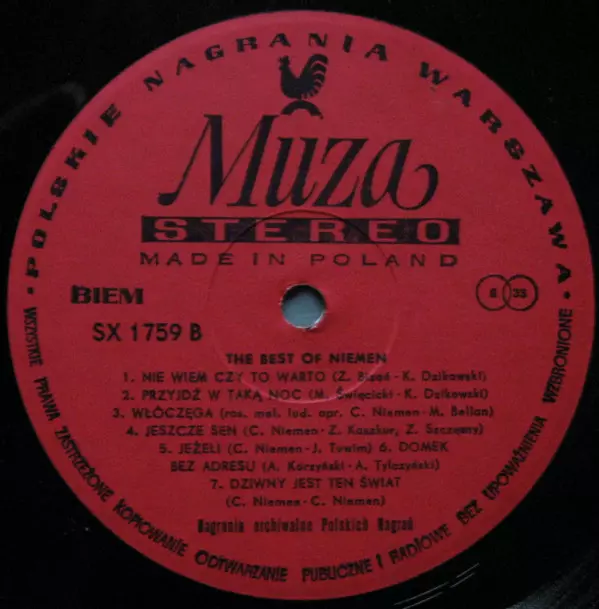 • POLSKIE NAGRANIA WARSZAWA •
Muza
STEREO
MADE IN POLAND
BIEM
SX 1759 B
33
THE BEST OF NIEMEN
1. NIE WIEM CZY TO WARTO (Z. Bizoń - K. Dzikowski)
2. PRZYJDŹ W TAKĄ NOC (M. Święcicki - K. Dzikowski)
3. WŁÓCZĘGA (ros. mel. lud. opr. C. Niemen - M. Bellan)
4. JESZCZE SEN (C. Niemen - Z. Kaszkur, Z. Szczęsny)
5. JEŻELI (C. Niemen - J. Tuwim) 6. DOMEK
BEZ ADRESU (A. Korzyński - A. Tylczyński)
7. DZIWNY JEST TEN ŚWIAT
(C. Niemen - C. Niemen)
Nagrania archiwalne Polskich Nagrań
WSZYSTKIE PRAWA ZASTRZEŻONE KOPIOWANIE ODTWARZANIE PUBLICZNE I RADIOWE BEZ UPOWAŻNIENIA WZBRONIONE